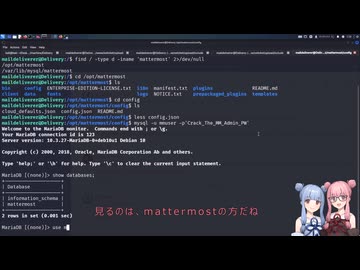 maildeliverer@Delivery:~$ find / -type d -iname 'mattermost' 2>/dev/null
/opt/mattermost
/var/lib/mysql/mattermost
maildeliverer@Delivery:~$ cd /opt/mattermost
maildeliverer@Delivery:/opt/mattermost$ ls
bin config ENTERPRISE-EDITION-LICENSE.txt i18n manifest.txt plugins README.md
client data fonts logs NOTICE.txt prepackaged_plugins templates
maildeliverer@Delivery:/opt/mattermost$ cd config
maildeliverer@Delivery:/opt/mattermost/config$ ls
cloud_defaults.json config.json README.md
maildeliverer@Delivery:/opt/mattermost/config$ less config.json
maildeliverer@Delivery:/opt/mattermost/config$ mysql -u mmuser -p'Crack_The_MM_Admin_PW'
Welcome to the MariaDB monitor. Commands end with ; or \g.
Your MariaDB connection id is 123
Server version: 10.3.27-MariaDB-0+deb10u1 Debian 10
Copyright (c) 2000, 2018, Oracle, MariaDB Corporation Ab and others.
Type 'help;' or '\h' for help. Type '\c' to clear the current input statement.
MariaDB [(none)]> show databases;
+--------------------+
| Database |
+--------------------+
| information_schema |
| mattermost |
+--------------------+
2 rows in set (0.001 sec)
見るのは、mattermostの方だね
MariaDB [(none)]> use m